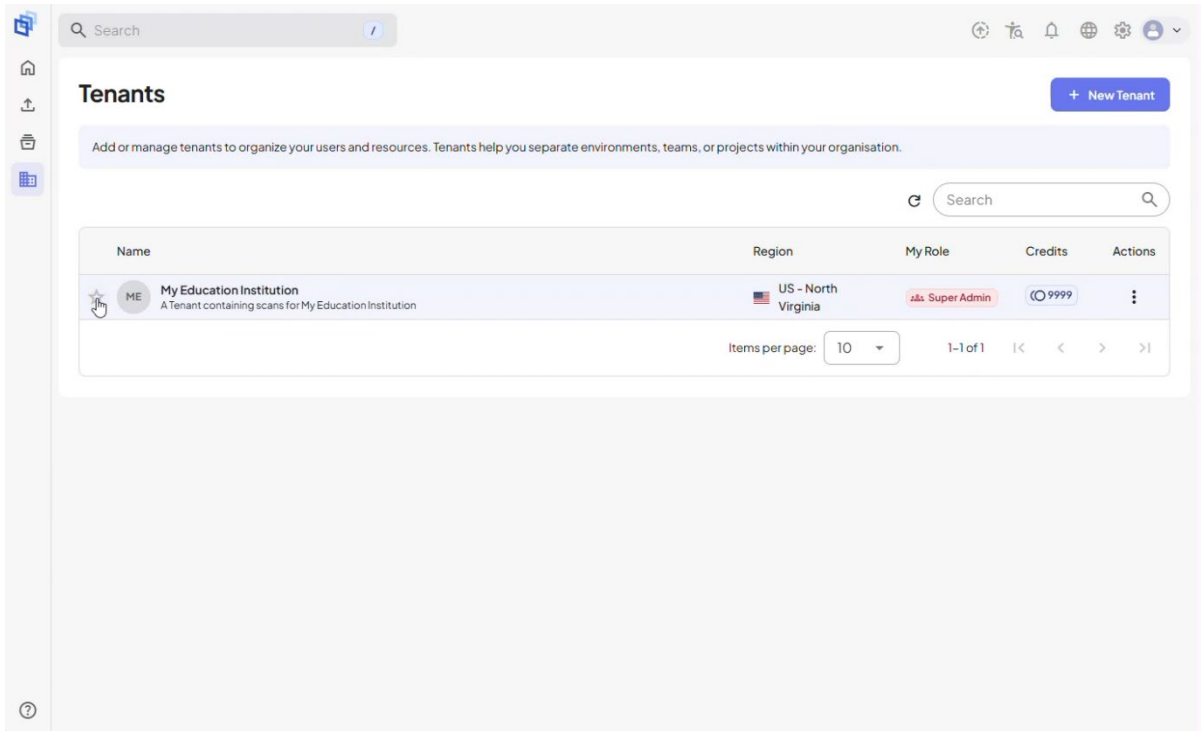 Search /
Tenants
+ New Tenant
Add or manage tenants to organize your users and resources. Tenants help you separate environments, teams, or projects within your organisation.
Search
Name Region My Role Credits Actions
ME My Education Institution US - North Super Admin 9999
A Tenant containing scans for My Education Institution Virginia
Items per page: 10 1-1 of 1